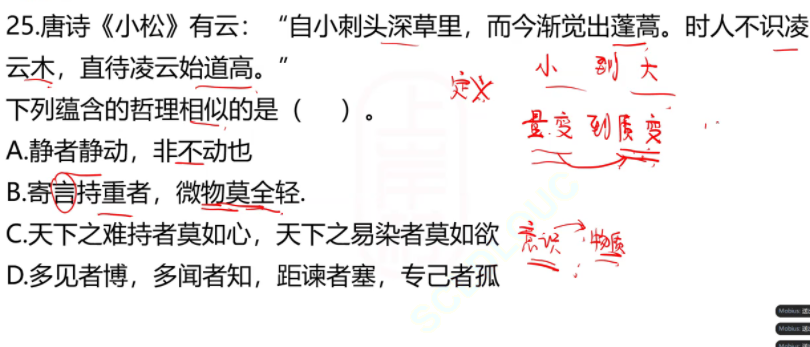 25.唐诗《小松》有云：“自小刺头深草里，而今渐觉出蓬蒿。时人不识凌
云木，直待凌云始道高。”
小 到 大
定义
下列蕴含的哲理相似的是（ ）。
量变到质变
A.静者静动，非不动也
B.寄言持重者，微物莫全轻.
C.天下之难持者莫如心，天下之易染者莫如欲
意识 物质
D.多见者博，多闻者知，距谏者塞，专己者孤
上岸村